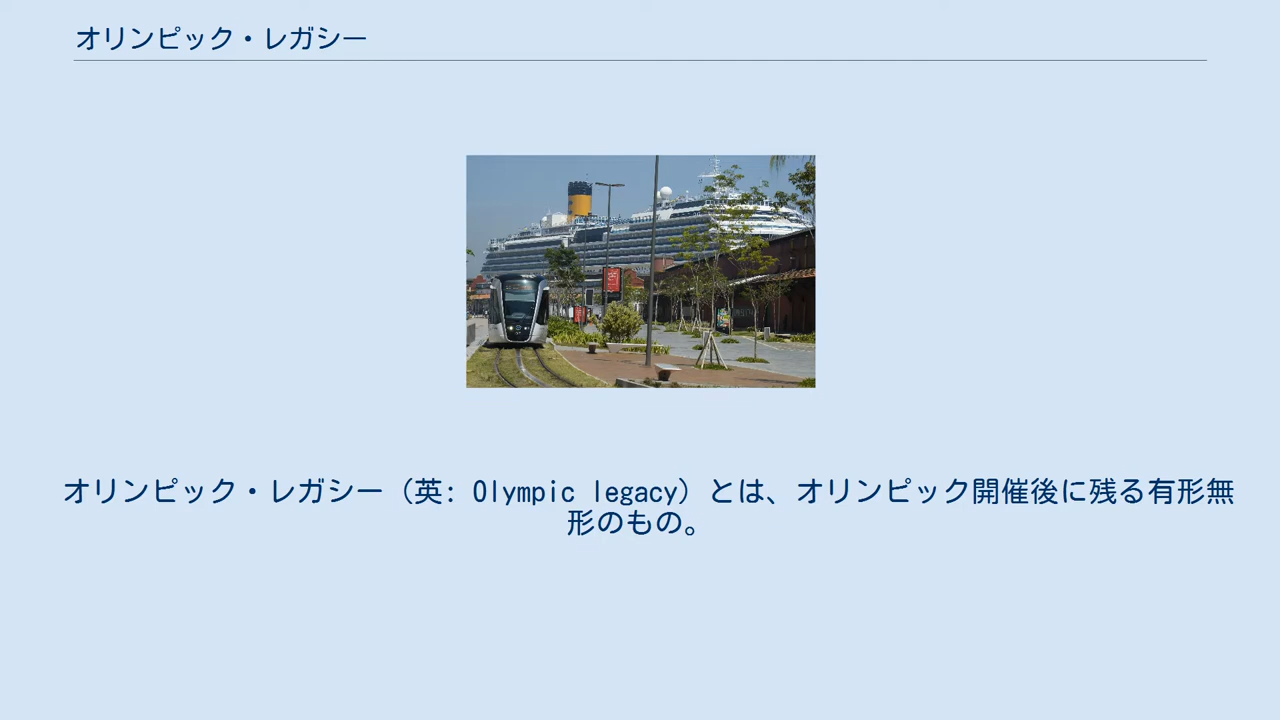 オリンピック・レガシー
オリンピック・レガシー（英: Olympic legacy）とは、オリンピック開催後に残る有形無
形のもの。